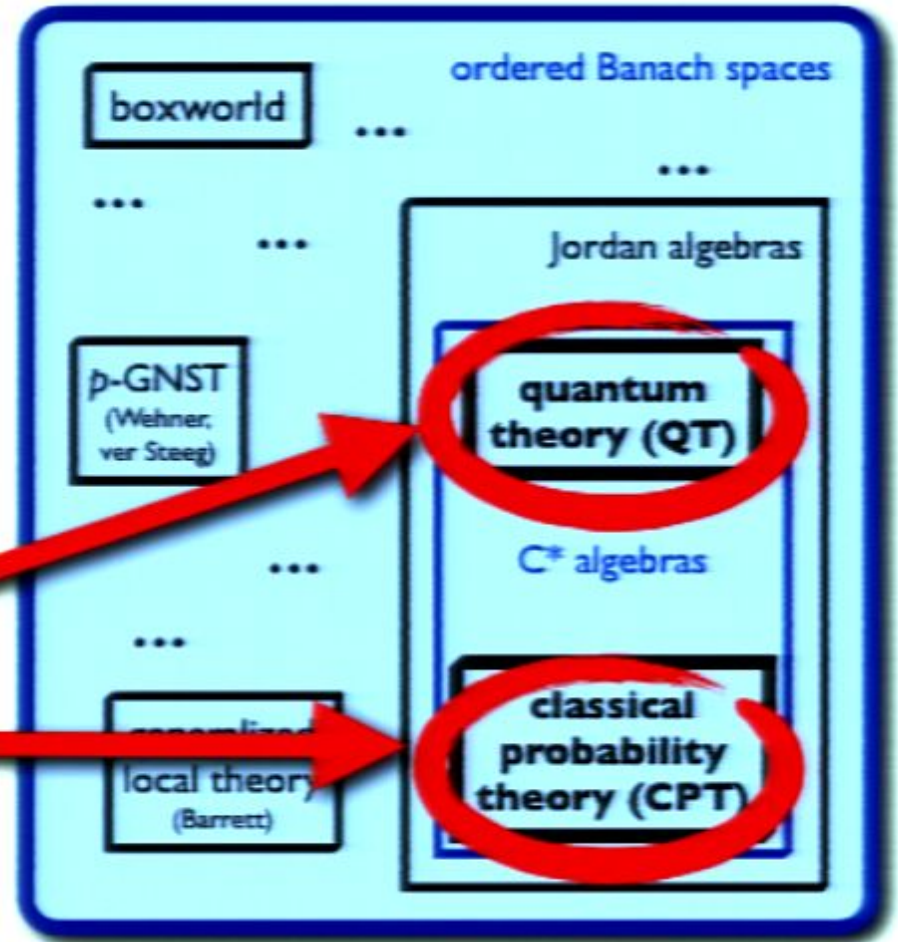 ordered Banach spaces
boxworld
...
...
...
...
Jordan algebras
p-GNST
(Wehner,
ver Steeg)
quantum
theory (QT)
...
C* algebras
...
local theory
(Barrett)
classical
probability
theory (CPT)